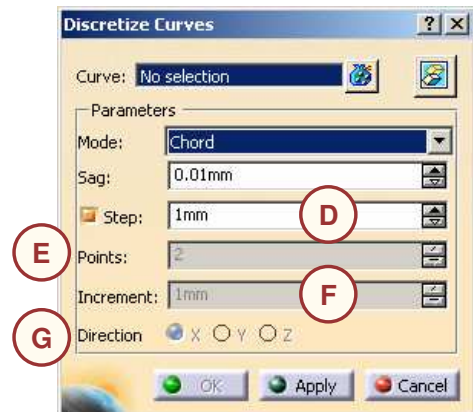 Discretize Curves ? X
Curve: No selection
Parameters
Mode: Chord
Sag: 0.01mm
Step: 1mm D
E Points: 2
Increment: 1mm F
G Direction X Y Z
OK Apply Cancel